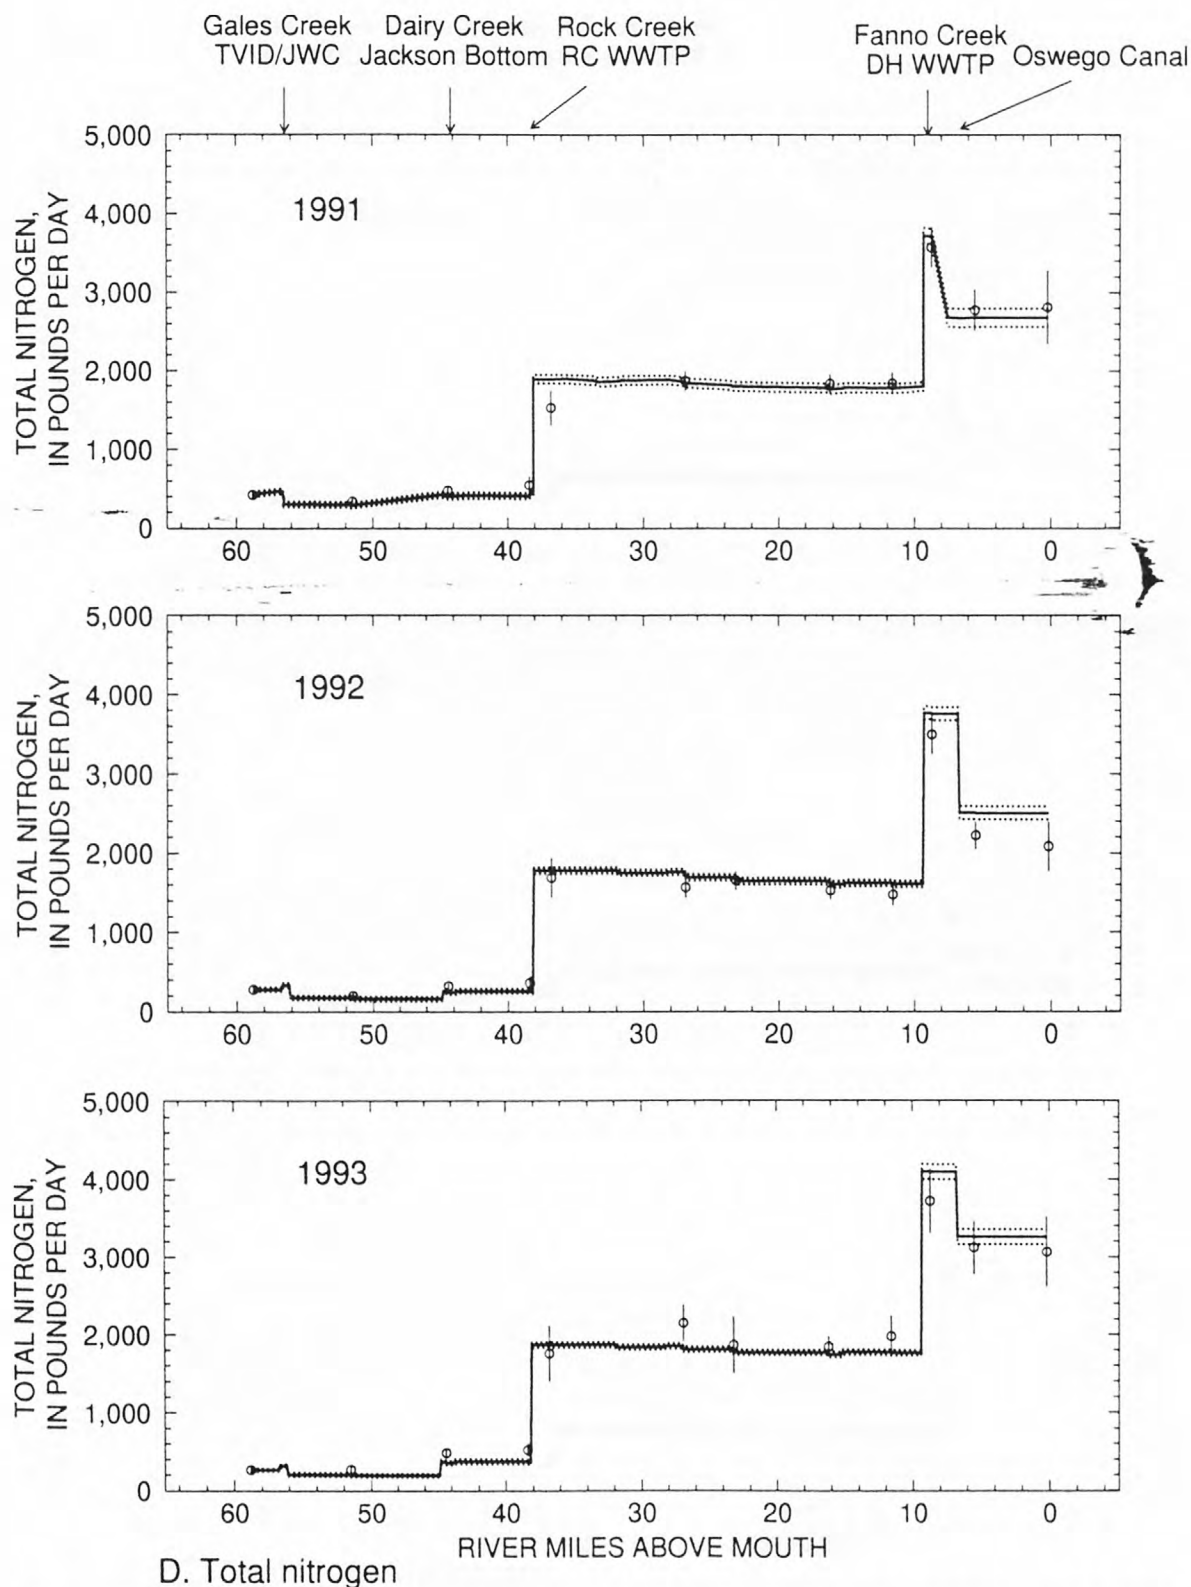 Gales Creek
TVID/JWC
Dairy Creek
Jackson Bottom
Rock Creek
RC WWTP
Fanno Creek
DH WWTP
Oswego Canal
TOTAL NITROGEN,
IN POUNDS PER DAY
5,000
4,000
3,000
2,000
1,000
0
1991
60 50 40 30 20 10 0
TOTAL NITROGEN,
IN POUNDS PER DAY
5,000
4,000
3,000
2,000
1,000
0
1992
60 50 40 30 20 10 0
TOTAL NITROGEN,
IN POUNDS PER DAY
5,000
4,000
3,000
2,000
1,000
0
1993
60 50 40 30 20 10 0
RIVER MILES ABOVE MOUTH
D. Total nitrogen